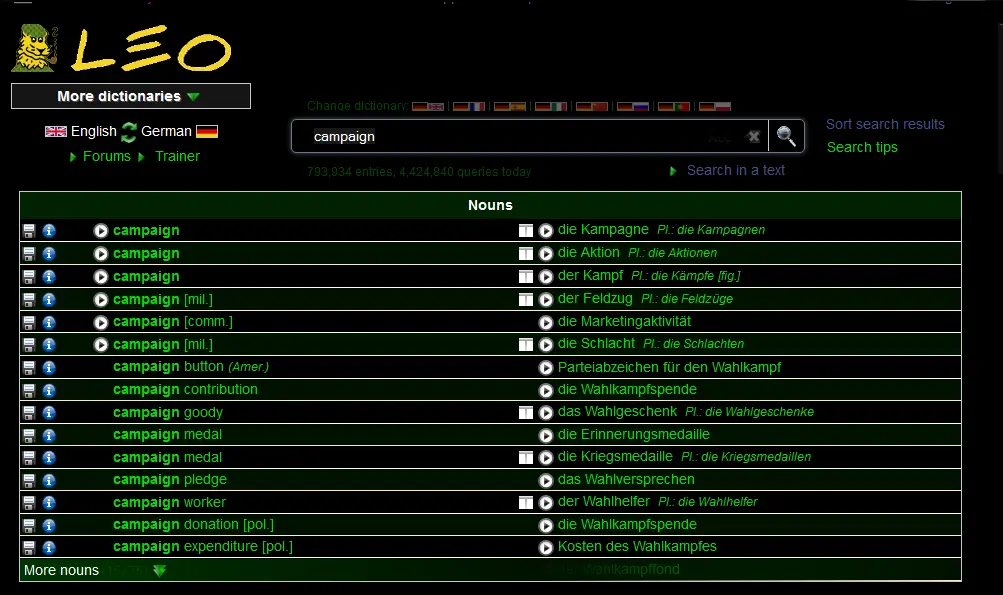 LEO
More dictionaries
Change dictionary
English German
campaign
Sort search results
Forums Trainer
Search tips
793,934 entries, 4,424,840 queries today
Search in a text
Nouns
campaign die Kampagne Pl.: die Kampagnen
campaign die Aktion Pl.: die Aktionen
campaign der Kampf Pl.: die Kämpfe [fig.]
campaign [mil.] der Feldzug Pl.: die Feldzüge
campaign [comm.] die Marketingaktivität
campaign [mil.] die Schlacht Pl.: die Schlachten
campaign button (Amer.) Parteiabzeichen für den Wahlkampf
campaign contribution die Wahlkampfspende
campaign goody das Wahlgeschenk Pl.: die Wahlgeschenke
campaign medal die Erinnerungsmedaille
campaign medal die Kriegsmedaille Pl.: die Kriegsmedaillen
campaign pledge das Wahlversprechen
campaign worker der Wahlhelfer Pl.: die Wahlhelfer
campaign donation [pol.] die Wahlkampfspende
campaign expenditure [pol.] Kosten des Wahlkampfes
More nouns Wahlkampffond